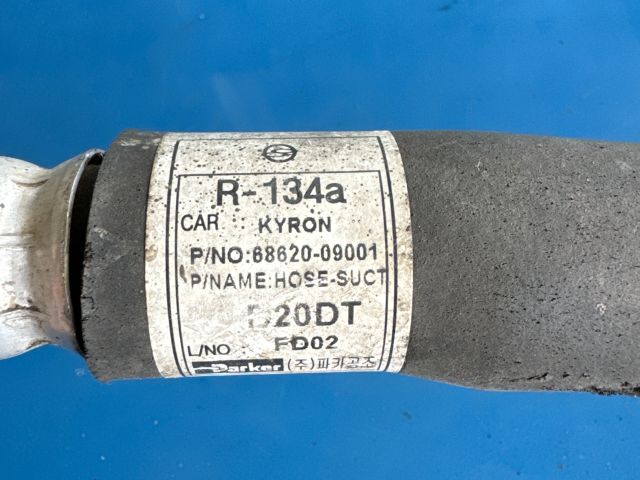 R-134a
CAR KYRON
P/NO:68620-09001
P/NAME:HOSE-SUCT
D20DT
L/NO FD02
Parker (주)파카공조